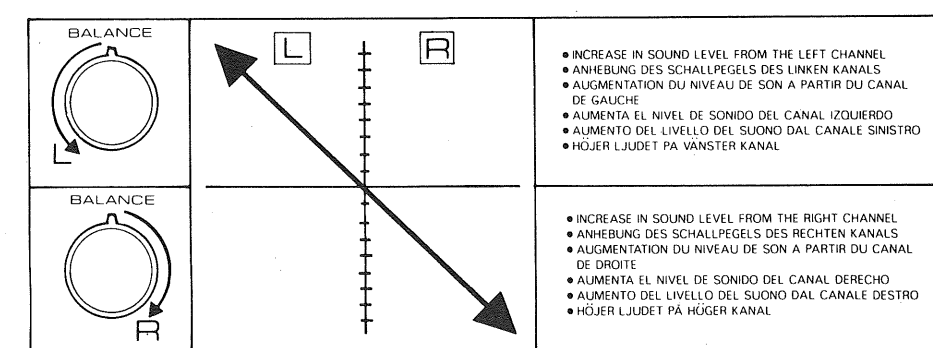 BALANCE
L
L R
• INCREASE IN SOUND LEVEL FROM THE LEFT CHANNEL
• ANHEBUNG DES SCHALLPEGELS DES LINKEN KANALS
• AUGMENTATION DU NIVEAU DE SON A PARTIR DU CANAL
DE GAUCHE
• AUMENTA EL NIVEL DE SONIDO DEL CANAL IZQUIERDO
• AUMENTO DEL LIVELLO DEL SUONO DAL CANALE SINISTRO
• HÖJER LJUDET PA VÄNSTER KANAL
BALANCE
R
• INCREASE IN SOUND LEVEL FROM THE RIGHT CHANNEL
• ANHEBUNG DES SCHALLPEGELS DES RECHTEN KANALS
• AUGMENTATION DU NIVEAU DE SON A PARTIR DU CANAL
DE DROITE
• AUMENTA EL NIVEL DE SONIDO DEL CANAL DERECHO
• AUMENTO DEL LIVELLO DEL SUONO DAL CANALE DESTRO
• HÖJER LJUDET PÅ HÖGER KANAL